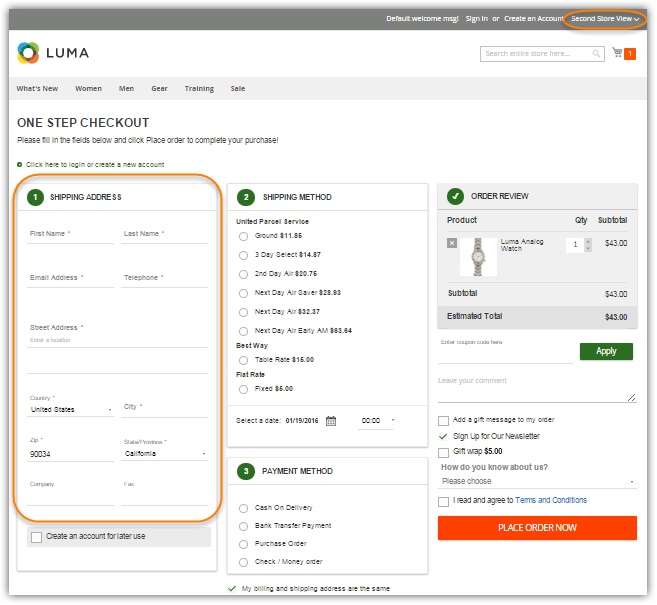 Default welcome msg! Sign In or Create an Account Second Store View
LUMA
Search entire store here...
1
What's New Women Men Gear Training Sale
ONE STEP CHECKOUT
Please fill in the fields below and click Place order to complete your purchase!
Click here to login or create a new account
1 SHIPPING ADDRESS
First Name * Last Name *
Email Address * Telephone *
Street Address *
Enter a location
Country * City *
United States
Zip * State/Province *
90034 California
Company Fax
Create an account for later use
2 SHIPPING METHOD
United Parcel Service
Ground $11.85
3 Day Select $14.87
2nd Day Air $20.75
Next Day Air Saver $28.93
Next Day Air $32.37
Next Day Air Early AM $63.64
Best Way
Table Rate $15.00
Flat Rate
Fixed $5.00
Select a date: 01/19/2016 00:00
3 PAYMENT METHOD
Cash On Delivery
Bank Transfer Payment
Purchase Order
Check / Money order
My billing and shipping address are the same
ORDER REVIEW
Product Qty Subtotal
Luma Analog Watch 1 $43.00
Subtotal $43.00
Estimated Total $43.00
Enter coupon code here
Apply
Leave your comment
Add a gift message to my order
Sign Up for Our Newsletter
Gift wrap $5.00
How do you know about us?
Please choose
I read and agree to Terms and Conditions
PLACE ORDER NOW